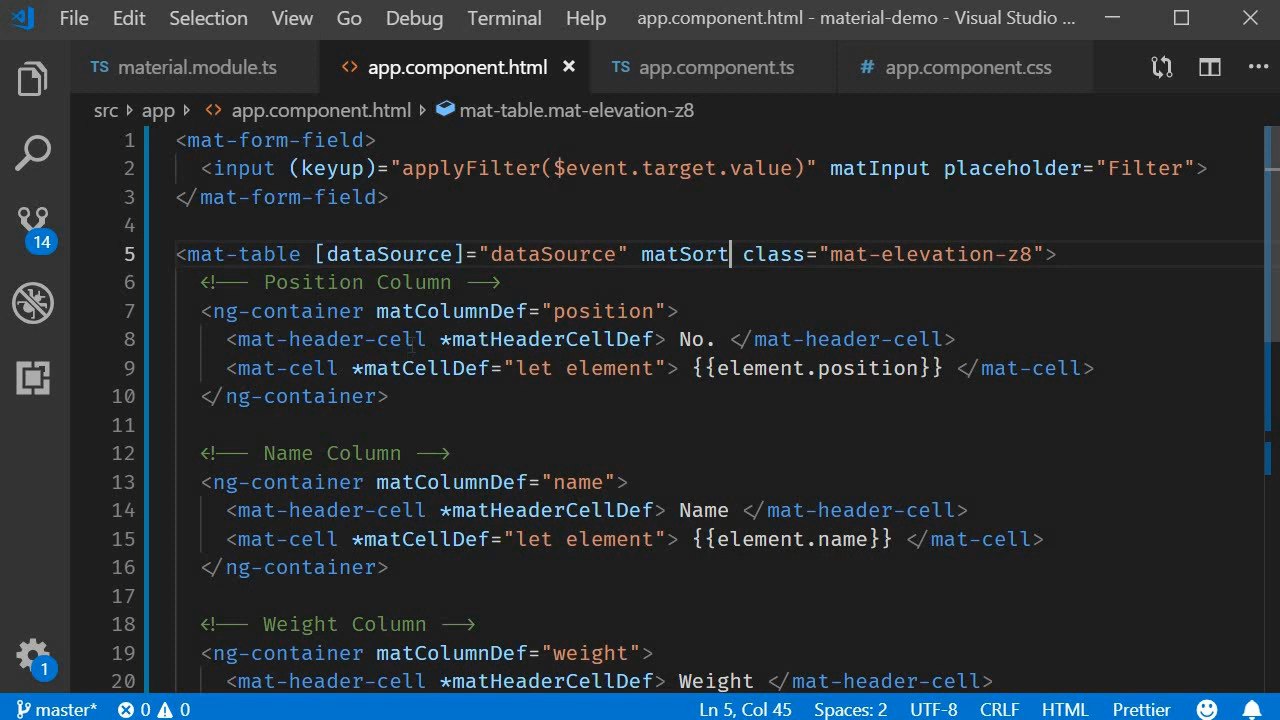 File Edit Selection View Go Debug Terminal Help app.component.html - material-demo - Visual Studio ...
TS material.module.ts <> app.component.html × TS app.component.ts # app.component.css ...
src > app > <> app.component.html > mat-table.mat-elevation-z8
1 <mat-form-field>
2 <input (keyup)="applyFilter($event.target.value)" matInput placeholder="Filter">
3 </mat-form-field>
4
5 <mat-table [dataSource]="dataSource" matSort class="mat-elevation-z8">
6 <!-- Position Column -->
7 <ng-container matColumnDef="position">
8 <mat-header-cell *matHeaderCellDef> No. </mat-header-cell>
9 <mat-cell *matCellDef="let element"> {{element.position}} </mat-cell>
10 </ng-container>
11
12 <!-- Name Column -->
13 <ng-container matColumnDef="name">
14 <mat-header-cell *matHeaderCellDef> Name </mat-header-cell>
15 <mat-cell *matCellDef="let element"> {{element.name}} </mat-cell>
16 </ng-container>
17
18 <!-- Weight Column -->
19 <ng-container matColumnDef="weight">
20 <mat-header-cell *matHeaderCellDef> Weight </mat-header-cell>
14
1
master* 0 0 Ln 5, Col 45 Spaces: 2 UTF-8 CRLF HTML Prettier